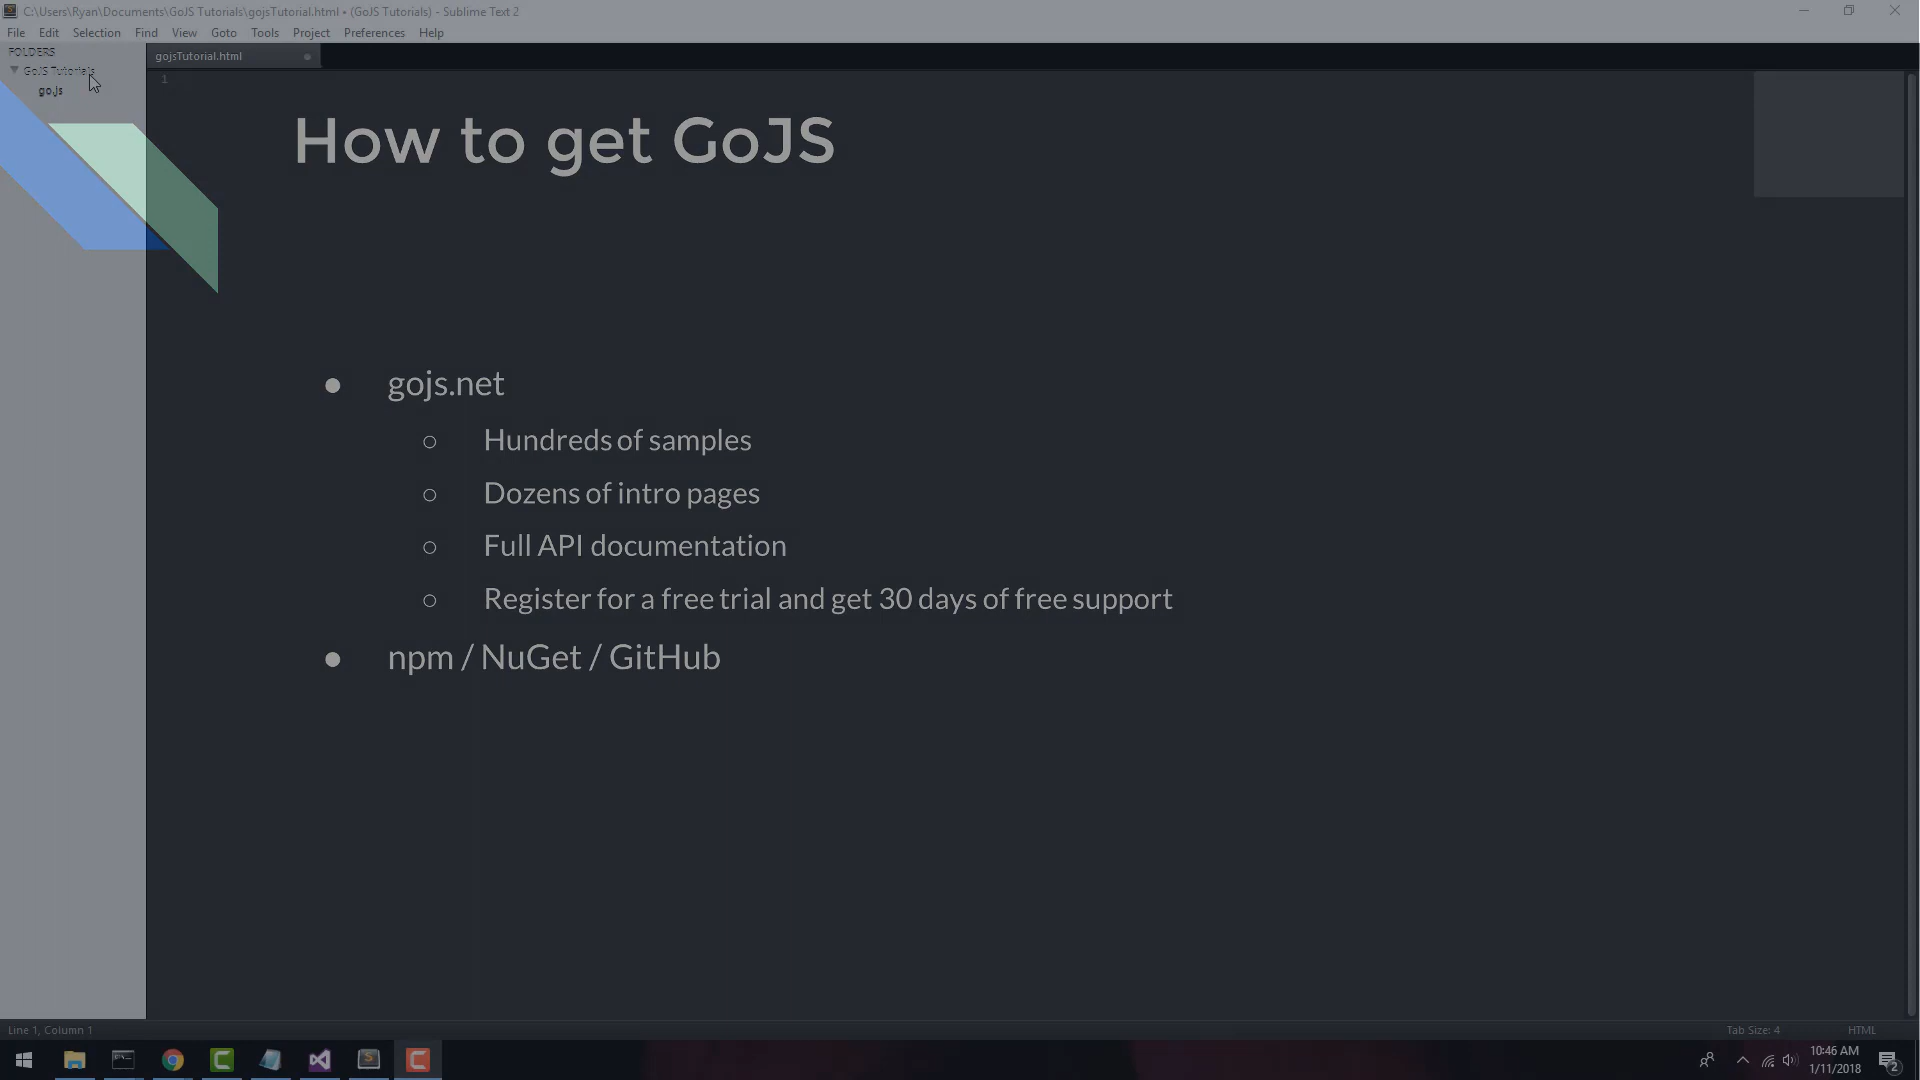 C:\Users\Ryan\Documents\GoJS Tutorials\gojsTutorial.html • (GoJS Tutorials) - Sublime Text 2
File Edit Selection Find View Goto Tools Project Preferences Help
FOLDERS
GoJS Tutorials
go.js
gojsTutorial.html
1
How to get GoJS
● gojs.net
○ Hundreds of samples
○ Dozens of intro pages
○ Full API documentation
○ Register for a free trial and get 30 days of free support
● npm / NuGet / GitHub
Line 1, Column 1
Tab Size: 4
HTML
10:46 AM
1/11/2018
2